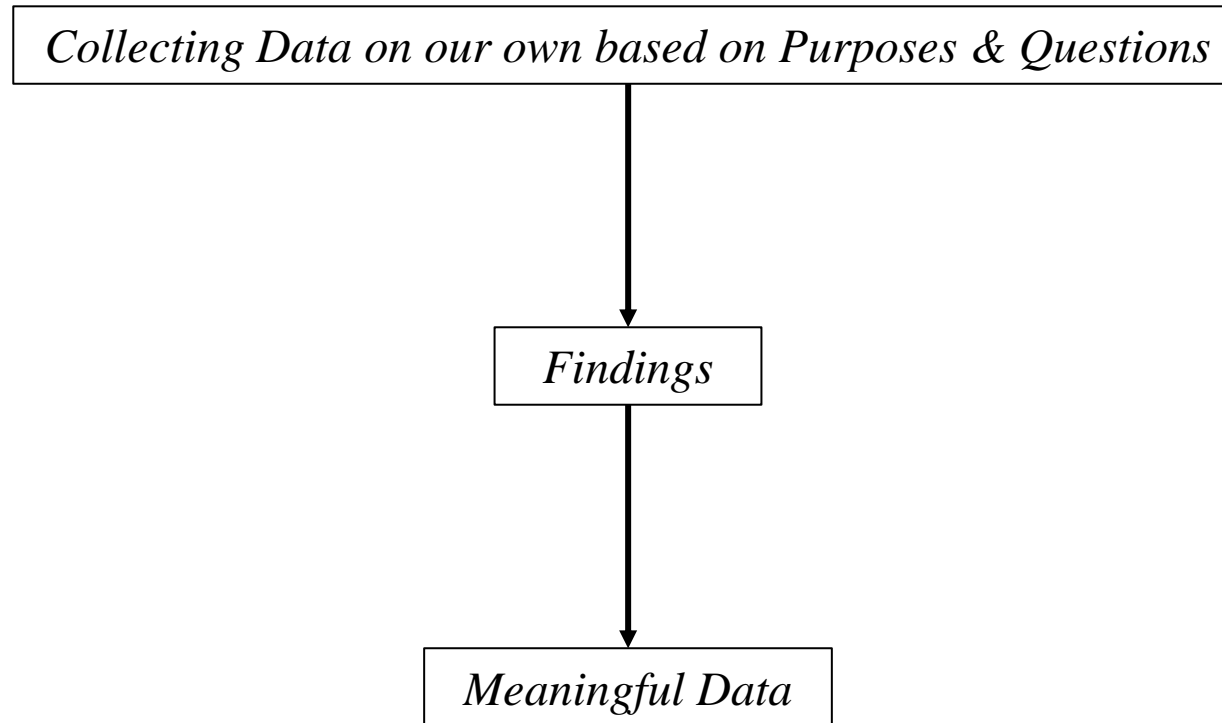 Collecting Data on our own based on Purposes & Questions
Findings
Meaningful Data